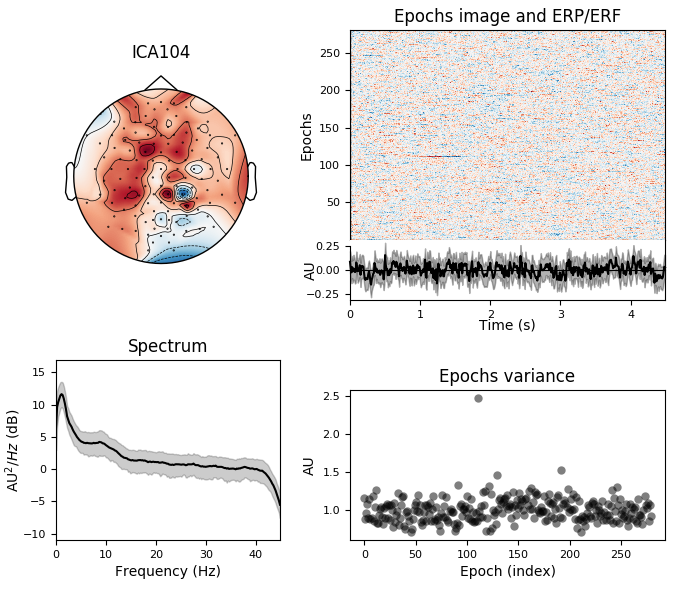 ICA104
Epochs image and ERP/ERF
250
200
150
100
50
Epochs
0.25
0.00
−0.25
AU
0 1 2 3 4
Time (s)
Spectrum
15
10
5
0
−5
−10
AU²/Hz (dB)
0 10 20 30 40
Frequency (Hz)
Epochs variance
2.5
2.0
1.5
1.0
AU
0 50 100 150 200 250
Epoch (index)